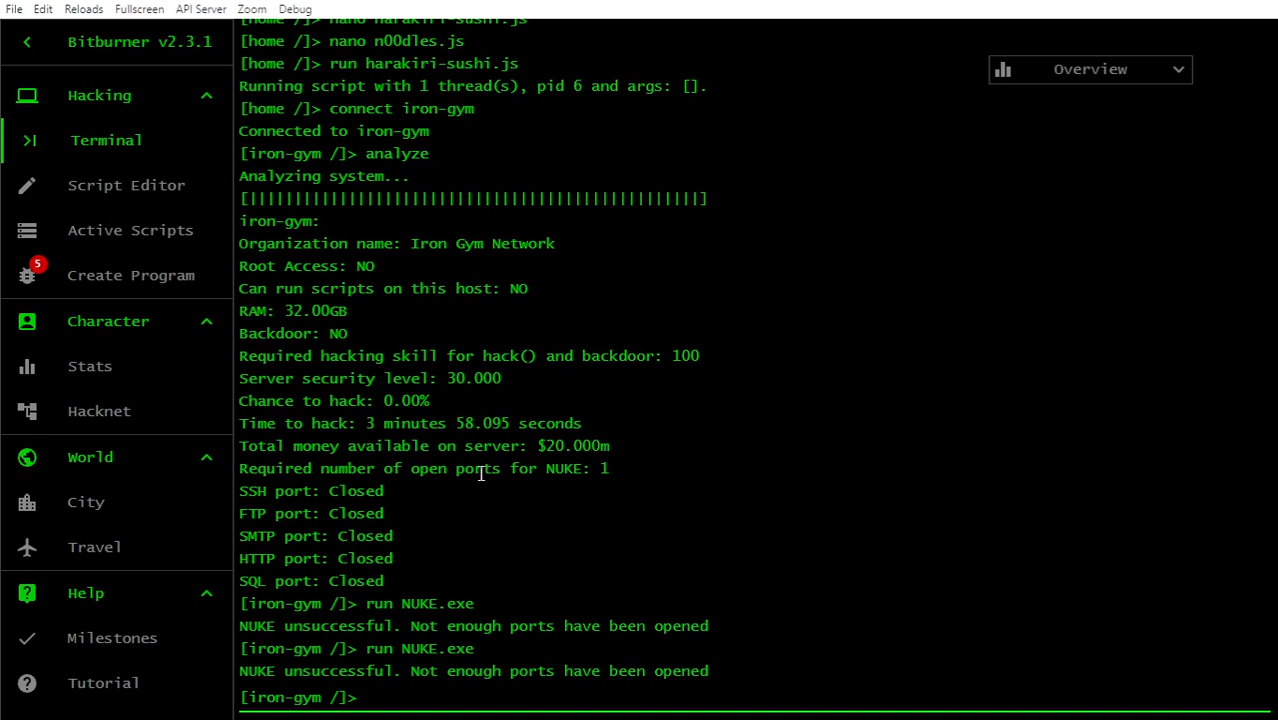 File Edit Reloads Fullscreen API Server Zoom Debug
Bitburner v2.3.1
Hacking
Terminal
Script Editor
Active Scripts
5
Create Program
Character
Stats
Hacknet
World
City
Travel
Help
Milestones
Tutorial
[home /]> nano harakiri-sushi.js
[home /]> nano n00dles.js
[home /]> run harakiri-sushi.js
Running script with 1 thread(s), pid 6 and args: [].
[home /]> connect iron-gym
Connected to iron-gym
[iron-gym /]> analyze
Analyzing system...
[||||||||||||||||||||||||||||||||||||||||||||||||||]
iron-gym:
Organization name: Iron Gym Network
Root Access: NO
Can run scripts on this host: NO
RAM: 32.00GB
Backdoor: NO
Required hacking skill for hack() and backdoor: 100
Server security level: 30.000
Chance to hack: 0.00%
Time to hack: 3 minutes 58.095 seconds
Total money available on server: $20.000m
Required number of open ports for NUKE: 1
SSH port: Closed
FTP port: Closed
SMTP port: Closed
HTTP port: Closed
SQL port: Closed
[iron-gym /]> run NUKE.exe
NUKE unsuccessful. Not enough ports have been opened
[iron-gym /]> run NUKE.exe
NUKE unsuccessful. Not enough ports have been opened
[iron-gym /]>
Overview